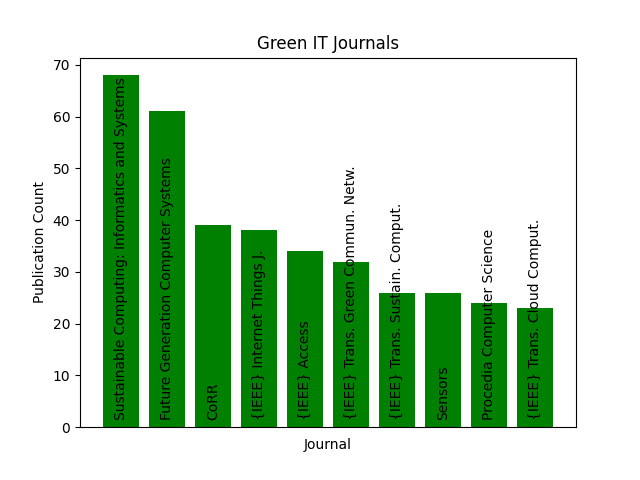 Green IT Journals
Publication Count
70
60
50
40
30
20
10
0
Sustainable Computing: Informatics and Systems
Future Generation Computer Systems
CoRR
{IEEE} Internet Things J.
{IEEE} Access
{IEEE} Trans. Green Commun. Netw.
{IEEE} Trans. Sustain. Comput.
Sensors
Procedia Computer Science
{IEEE} Trans. Cloud Comput.
Journal